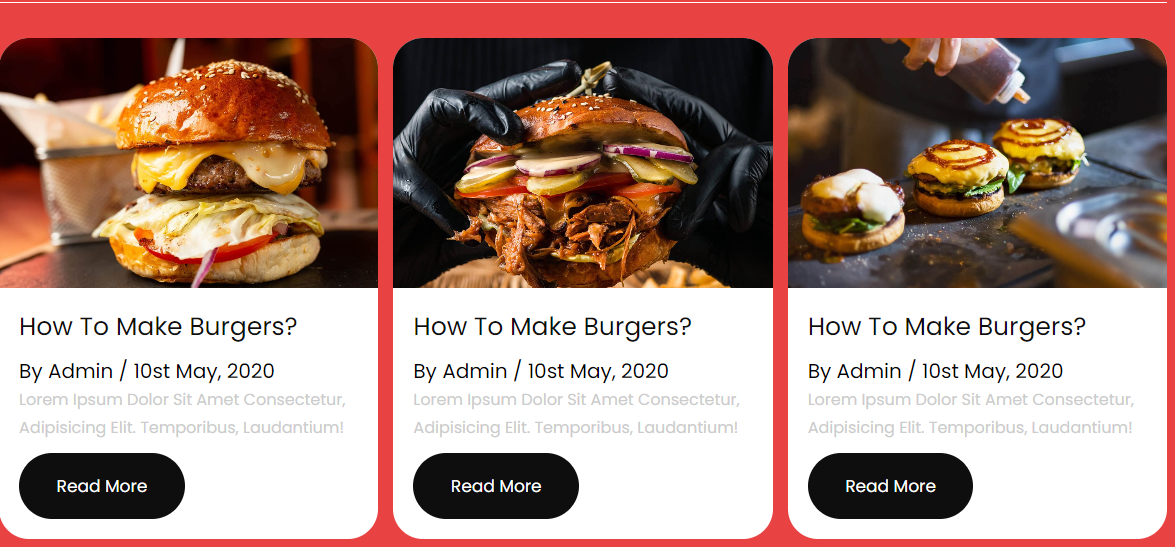 How To Make Burgers?
By Admin / 10st May, 2020
Lorem Ipsum Dolor Sit Amet Consectetur,
Adipisicing Elit. Temporibus, Laudantium!
Read More
How To Make Burgers?
By Admin / 10st May, 2020
Lorem Ipsum Dolor Sit Amet Consectetur,
Adipisicing Elit. Temporibus, Laudantium!
Read More
How To Make Burgers?
By Admin / 10st May, 2020
Lorem Ipsum Dolor Sit Amet Consectetur,
Adipisicing Elit. Temporibus, Laudantium!
Read More